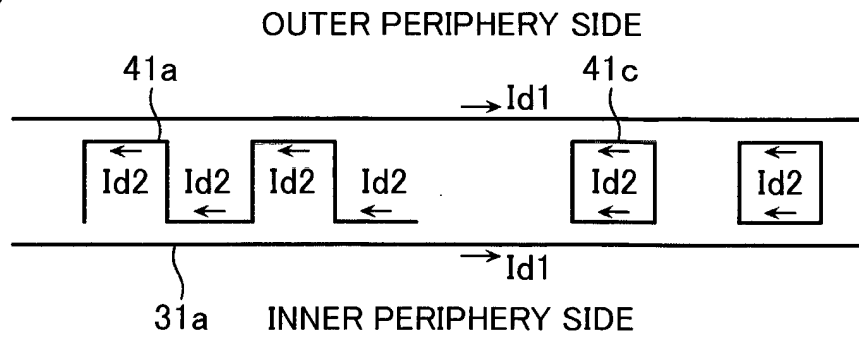 OUTER PERIPHERY SIDE
41a
Id1
41c
Id2 Id2 Id2 Id2 Id2 Id2
Id1
31a
INNER PERIPHERY SIDE